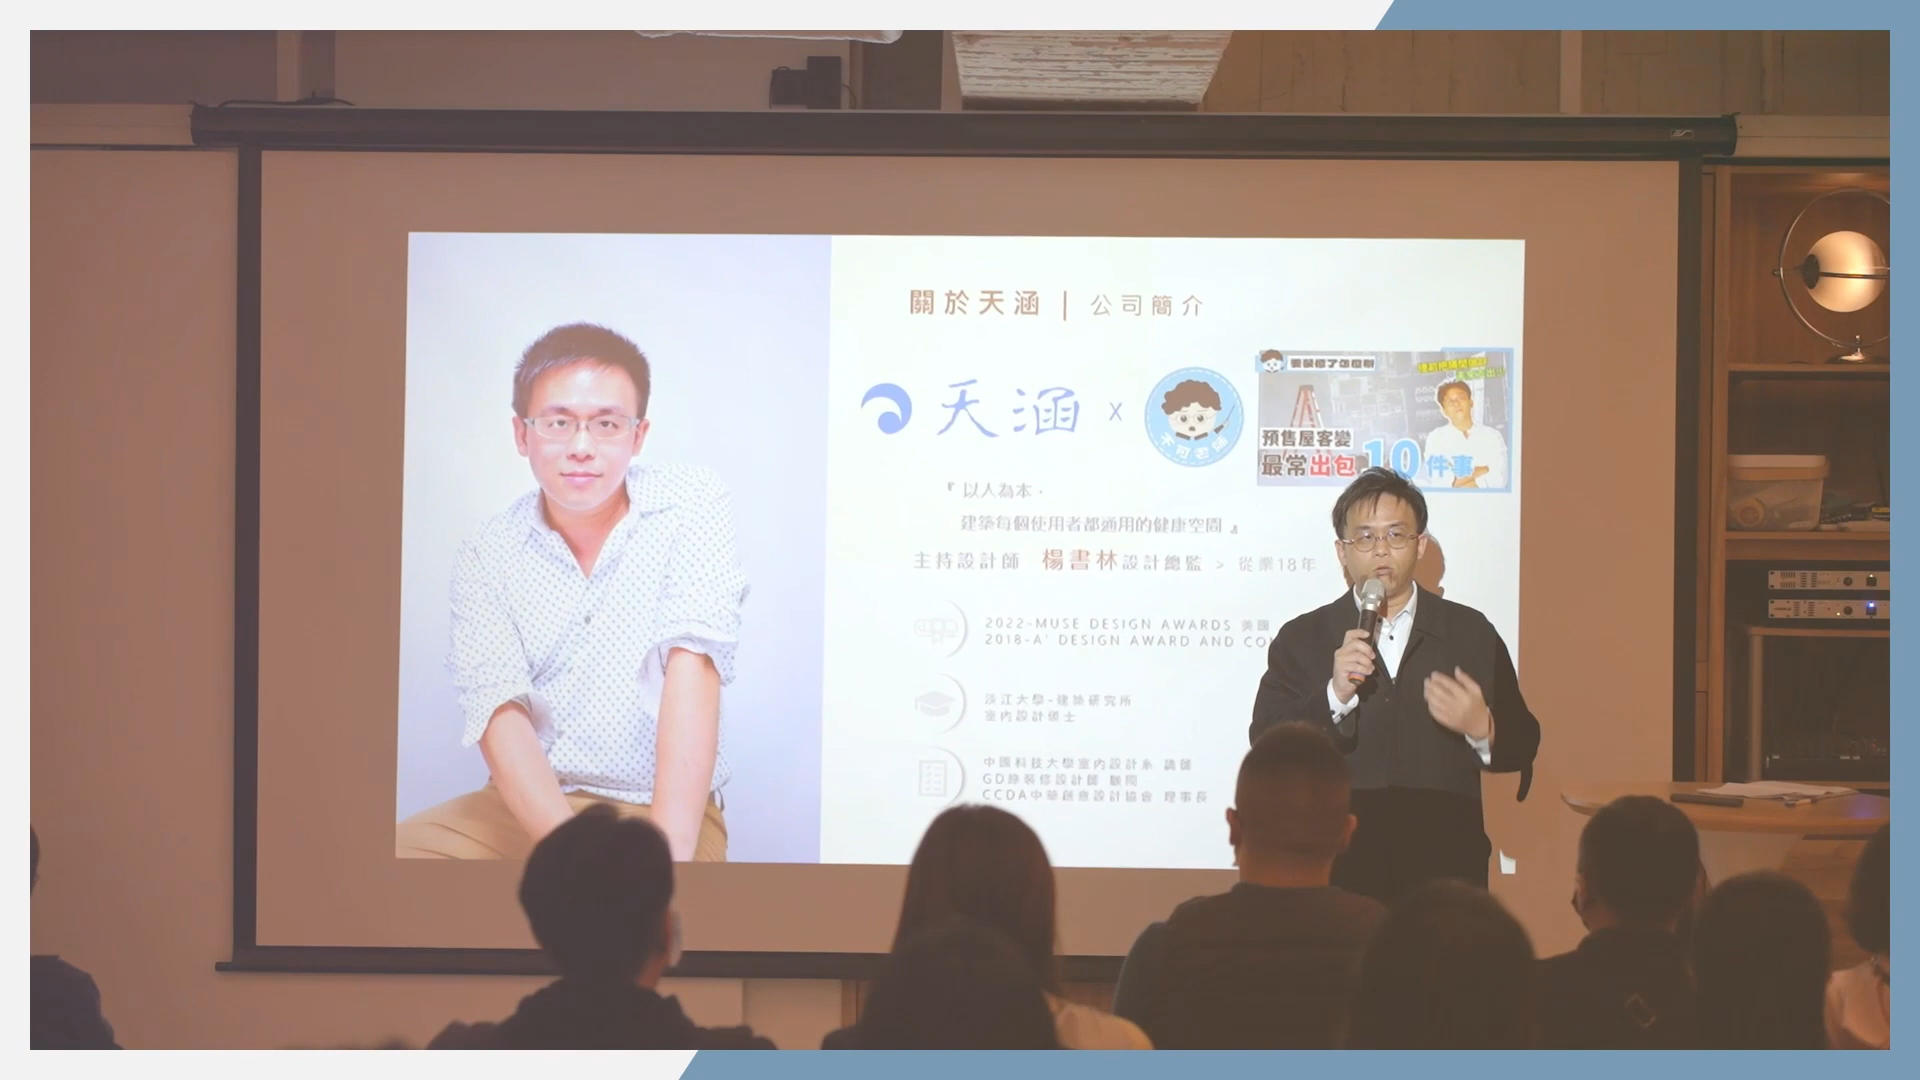 關於天涵 | 公司簡介
天涵 X
不可老師
預售屋客變
最常出包10件事
『以人為本,
建築每個使用者都通用的健康空間』
主持設計師 楊書林設計總監 > 從業18年
2022-MUSE DESIGN AWARDS 美國
2018-A' DESIGN AWARD AND
淡江大學-建築研究所
室內設計碩士
中國科技大學室內設計系 講師
GD綠裝修設計師 顧問
CCDA中華創意設計協會 理事長